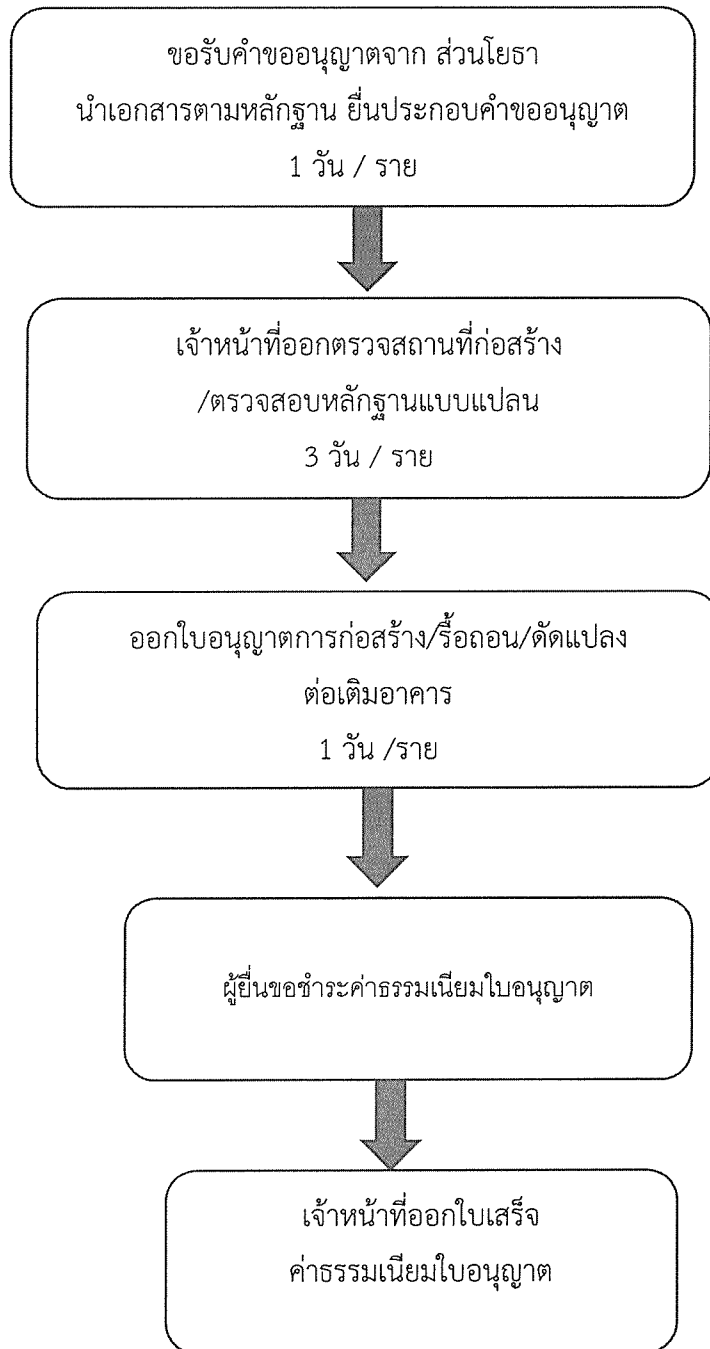 ขอรับคำขออนุญาตจาก ส่วนโยธา
นำเอกสารตามหลักฐาน ยื่นประกอบคำขออนุญาต
1 วัน / ราย
เจ้าหน้าที่ออกตรวจสถานที่ก่อสร้าง
/ตรวจสอบหลักฐานแบบแปลน
3 วัน / ราย
ออกใบอนุญาตการก่อสร้าง/รื้อถอน/ดัดแปลง
ต่อเติมอาคาร
1 วัน /ราย
ผู้ยื่นขอชำระค่าธรรมเนียมใบอนุญาต
เจ้าหน้าที่ออกใบเสร็จ
ค่าธรรมเนียมใบอนุญาต